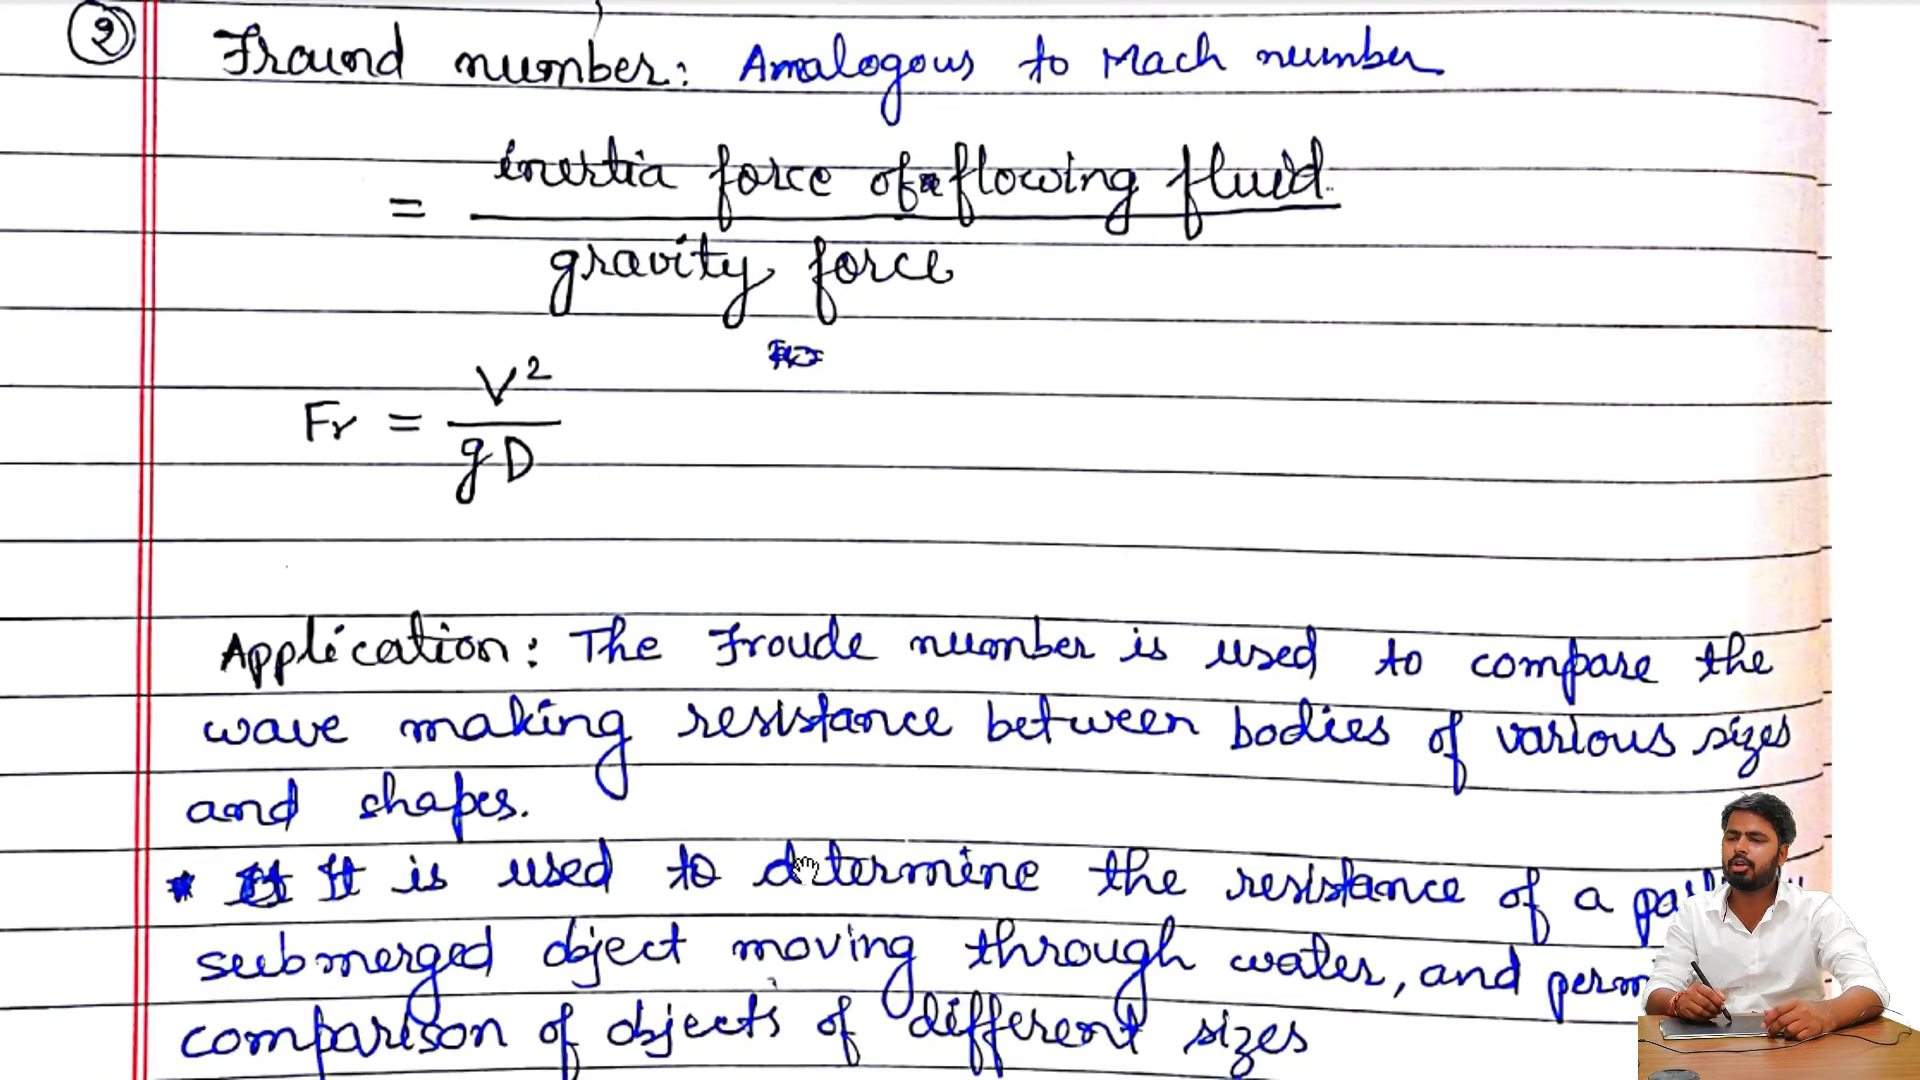 ② Fraund number: Analogous to Mach number
= inertia force of flowing fluid.
gravity force
V²
Fr =
gD
Application: The Froude number is used to compare the
wave making resistance between bodies of various sizes
and shapes.
* It is used to determine the resistance of a
submerged object moving through water, and
comparison of objects of different sizes